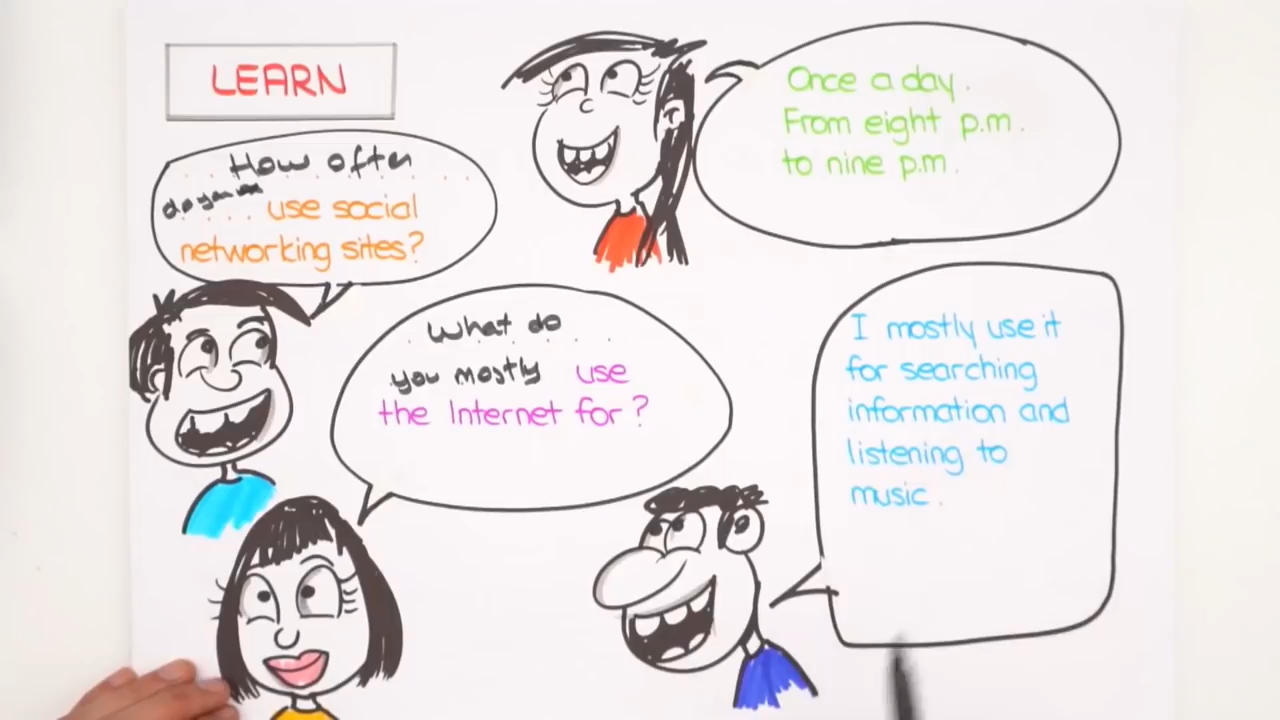 LEARN
How often
do you
use social
networking sites?
Once a day.
From eight p.m.
to nine p.m.
What do
you mostly use
the Internet for?
I mostly use it
for searching
information and
listening to
music.